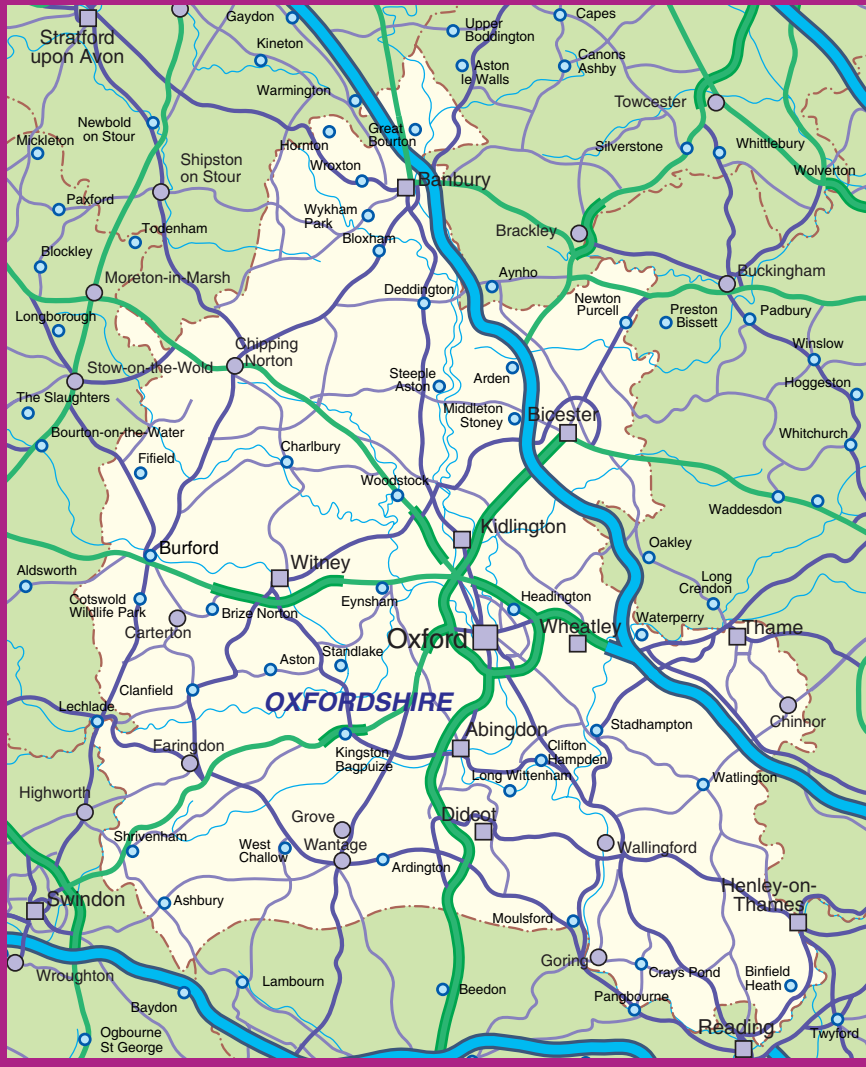 Gaydon
Capes
Upper
Boddington
Stratford
upon Avon
Kineton
Canons
Ashby
Aston
le Walls
Warmington
Towcester
Newbold
on Stour
Great
Bourton
Mickleton
Hornton
Silverstone
Whittlebury
Shipston
on Stour
Wroxton
Wolverton
Banbury
Paxford
Wykham
Park
Todenham
Brackley
Bloxham
Blockley
Aynho
Buckingham
Moreton-in-Marsh
Deddington
Newton
Purcell
Preston
Bissett
Padbury
Longborough
Chipping
Norton
Winslow
Stow-on-the-Wold
Steeple
Aston
Arden
Hoggeston
The Slaughters
Middleton
Stoney
Bicester
Bourton-on-the-Water
Whitchurch
Charlbury
Fifield
Woodstock
Waddesdon
Kidlington
Burford
Oakley
Witney
Aldsworth
Long
Crendon
Cotswold
Wildlife Park
Brize Norton
Eynsham
Headington
Waterperry
Carterton
Oxford
Wheatley
Thame
Standlake
Aston
Clanfield
OXFORDSHIRE
Lechlade
Chinnor
Stadhampton
Abingdon
Faringdon
Kingston
Bagpuize
Clifton
Hampden
Long Wittenham
Watlington
Highworth
Grove
Didcot
Shrivenham
West
Challow
Wantage
Wallingford
Ardington
Henley-on-
Thames
Swindon
Ashbury
Moulsford
Goring
Wroughton
Crays Pond
Binfield
Heath
Lambourn
Beedon
Pangbourne
Baydon
Reading
Twyford
Ogbourne
St George